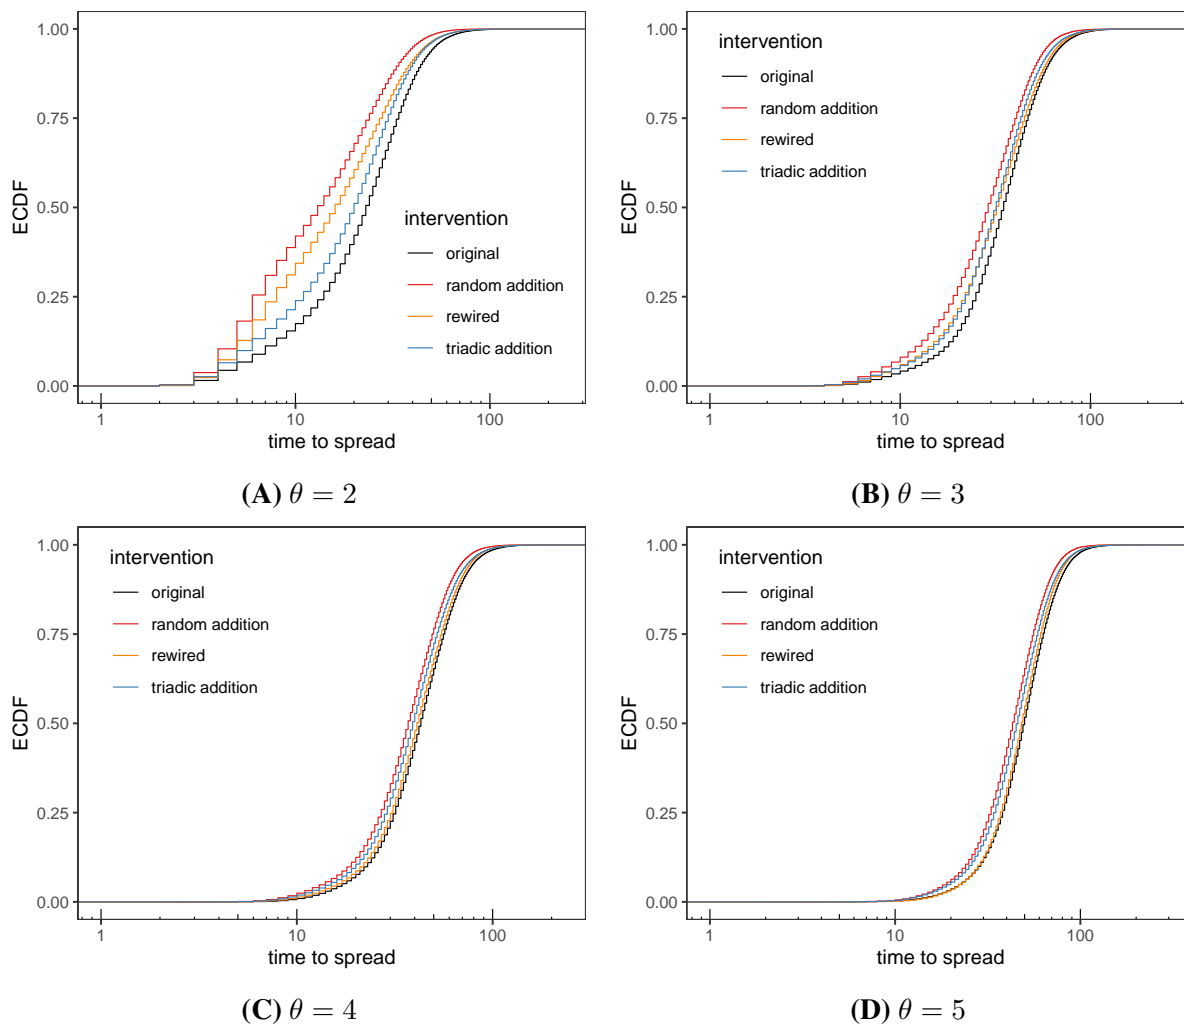 1.00
0.75
0.50
0.25
0.00
ECDF
intervention
original
random addition
rewired
triadic addition
1
10
100
time to spread
(A) θ = 2
1.00
0.75
0.50
0.25
0.00
ECDF
intervention
original
random addition
rewired
triadic addition
1
10
100
time to spread
(B) θ = 3
1.00
0.75
0.50
0.25
0.00
ECDF
intervention
original
random addition
rewired
triadic addition
1
10
100
time to spread
(C) θ = 4
1.00
0.75
0.50
0.25
0.00
ECDF
intervention
original
random addition
rewired
triadic addition
1
10
100
time to spread
(D) θ = 5